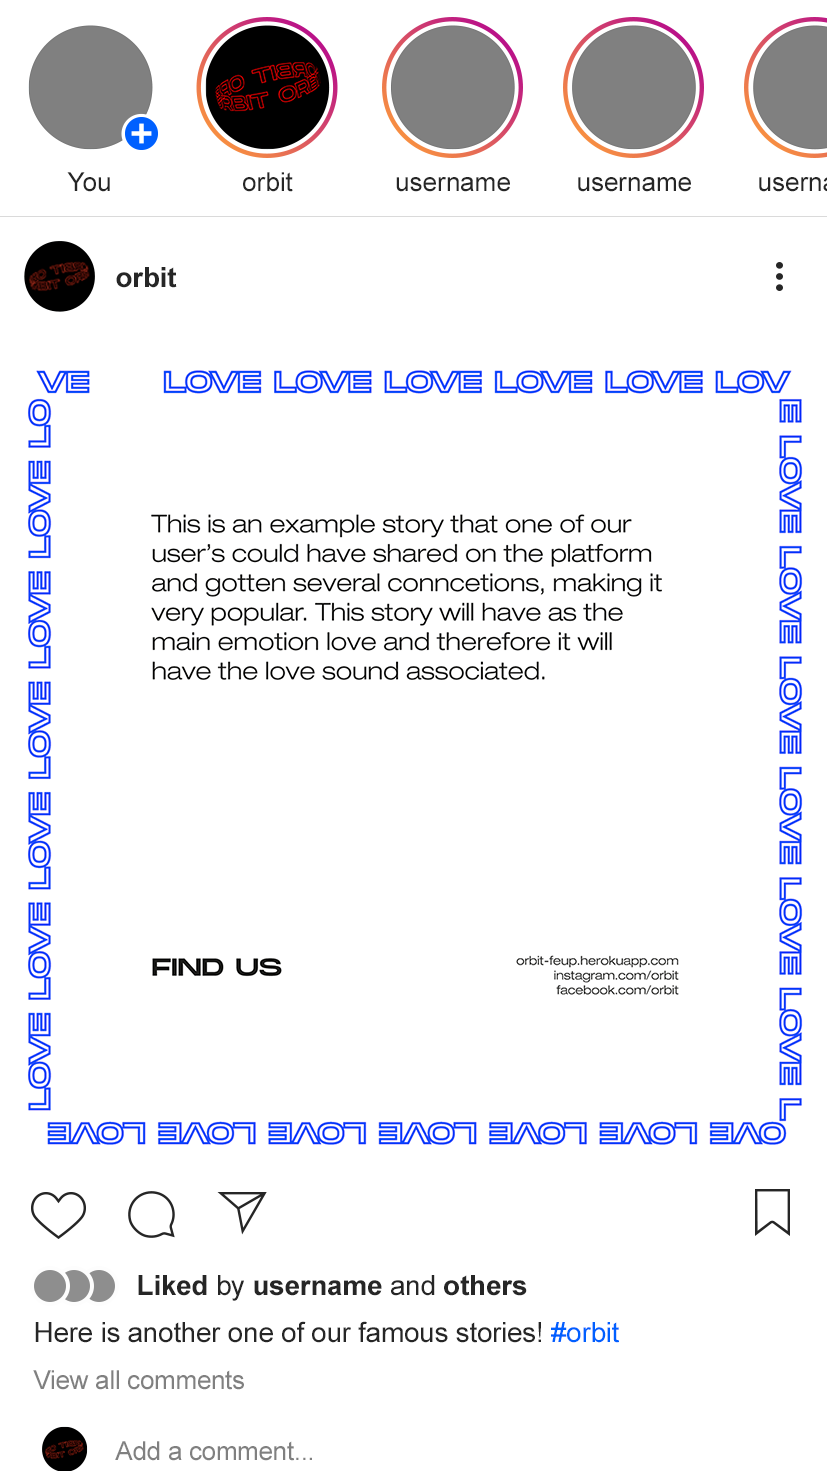 You
orbit
username
username
userna
orbit
VE LOVE LOVE LOVE LOVE LOVE LOV
E LOVE LOVE LOVE LOVE LOVE LOVE L
OVE LOVE LOVE LOVE LOVE LOVE LOVE
LOVE LOVE LOVE LOVE LOVE LOVE LO
This is an example story that one of our
user's could have shared on the platform
and gotten several conncetions, making it
very popular. This story will have as the
main emotion love and therefore it will
have the love sound associated.
FIND US
orbit-feup.herokuapp.com
instagram.com/orbit
facebook.com/orbit
Liked by username and others
Here is another one of our famous stories! #orbit
View all comments
Add a comment...